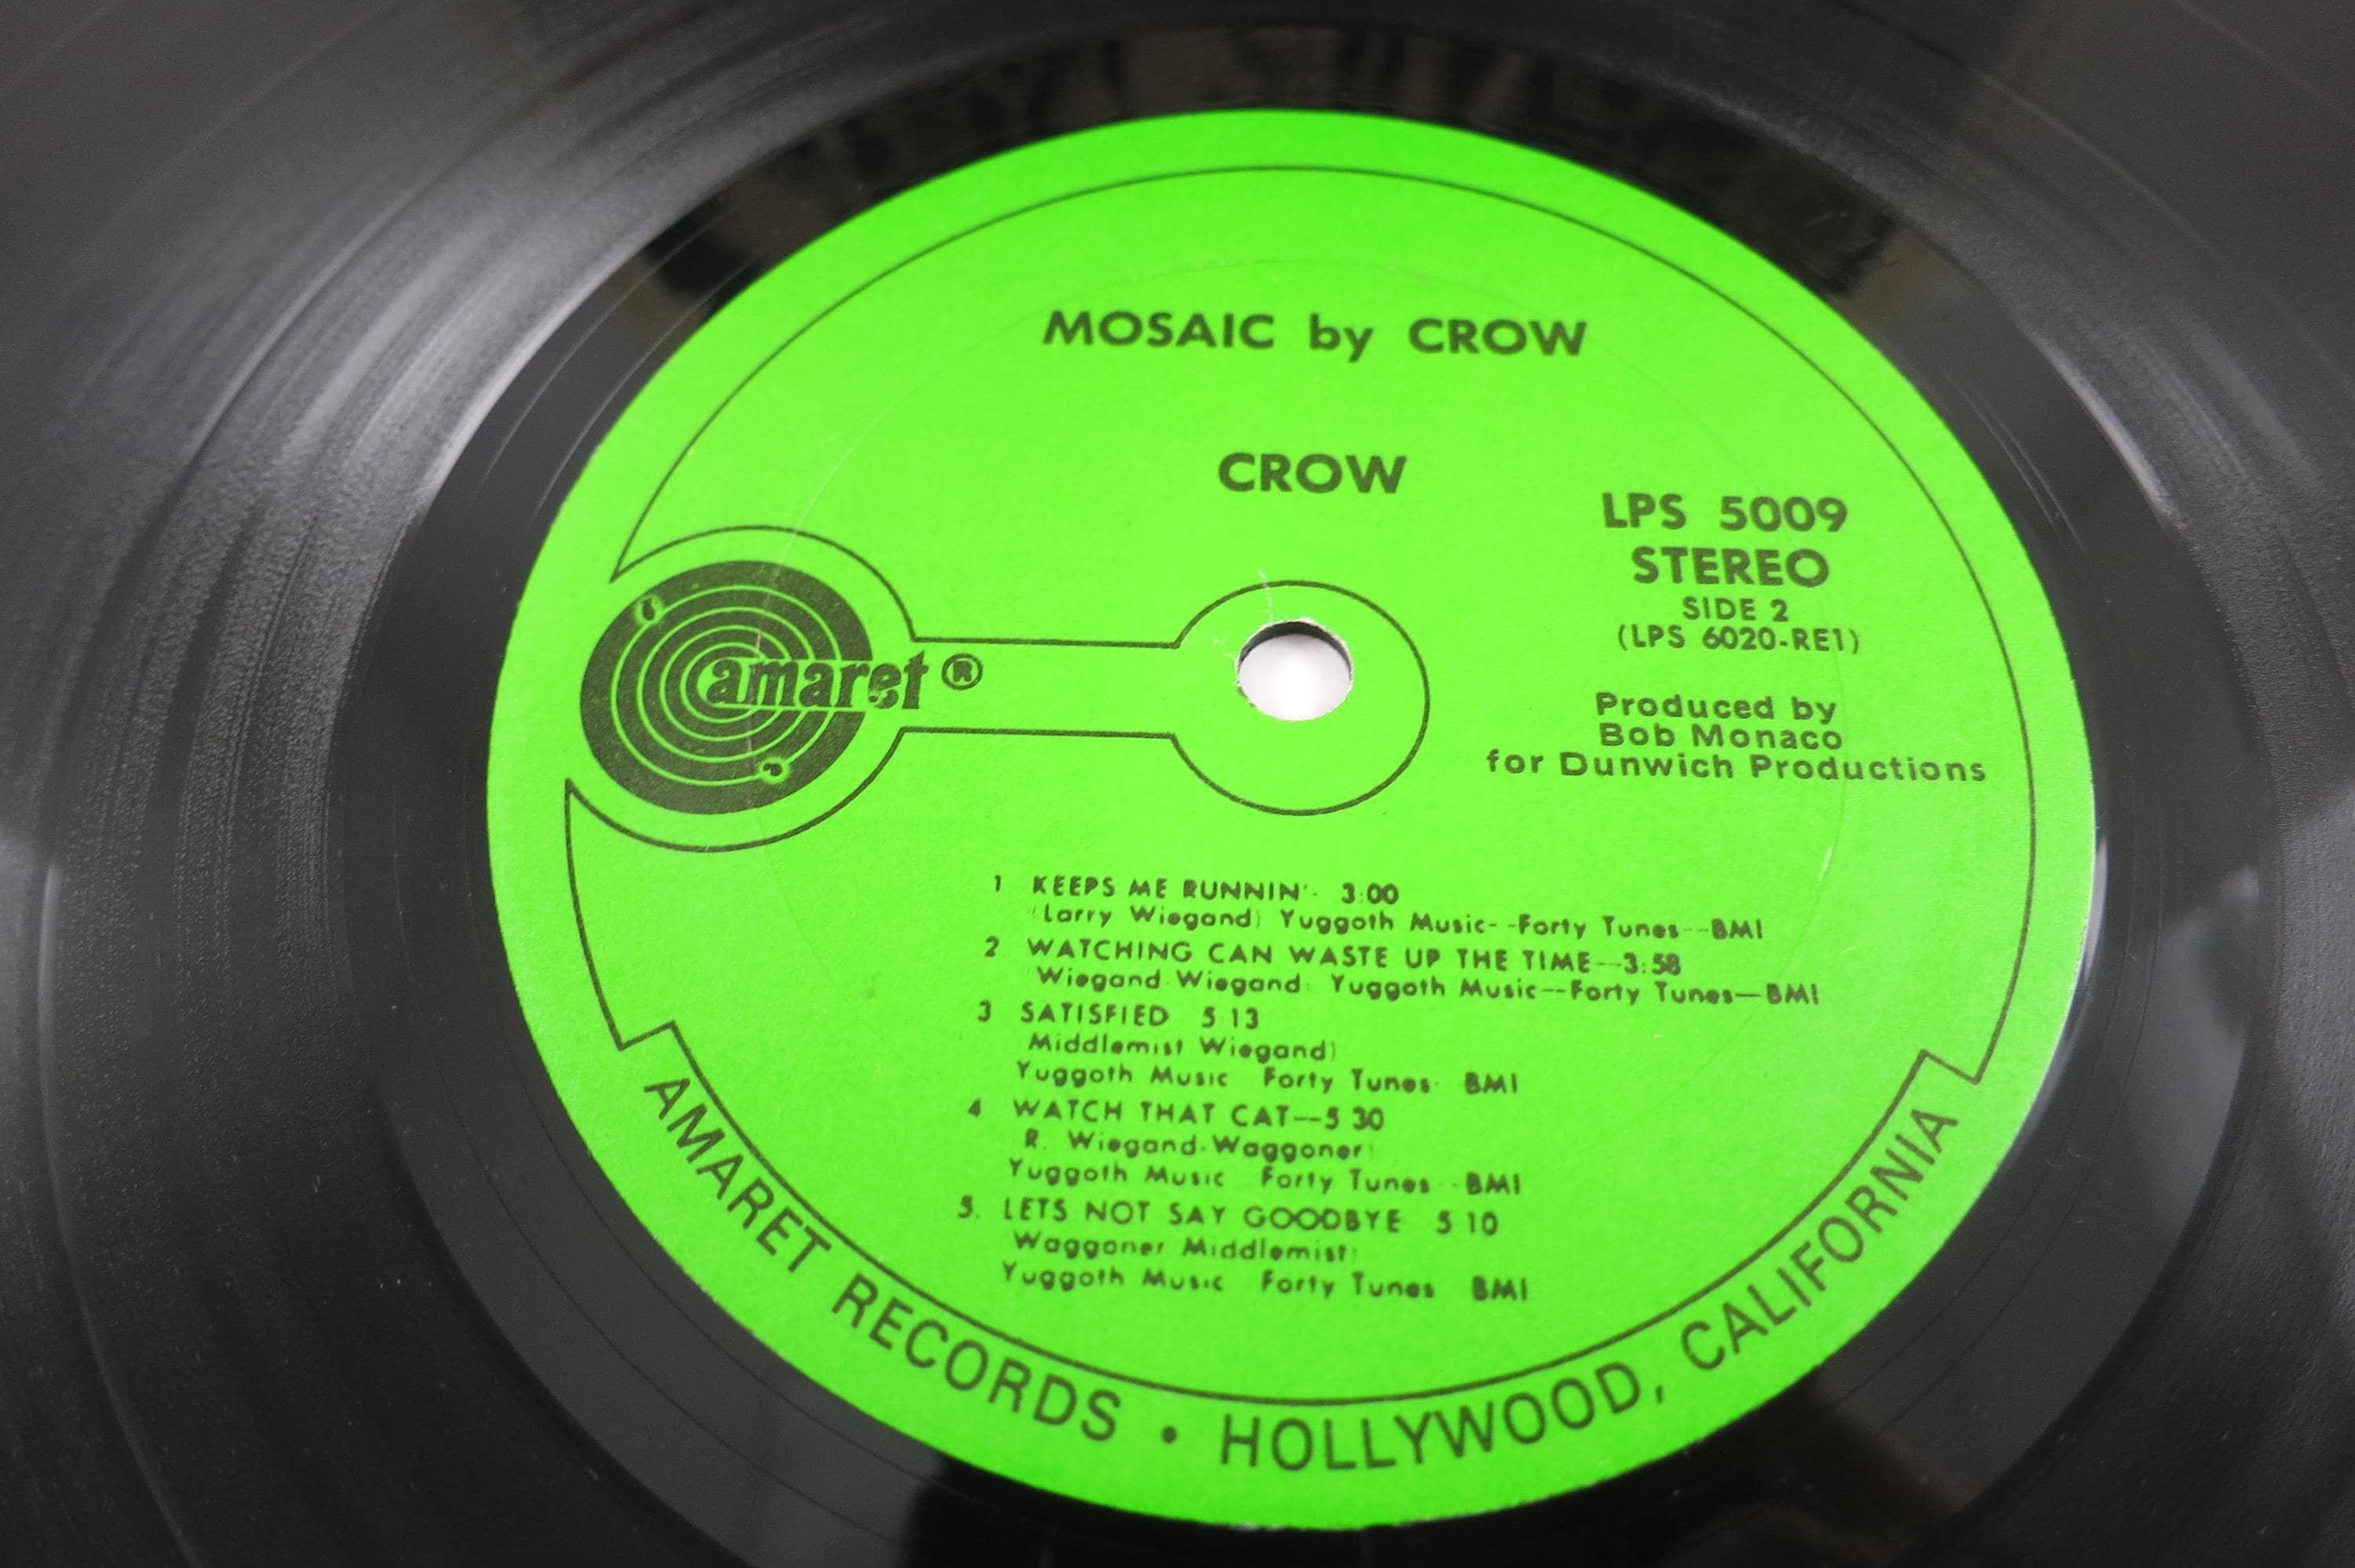 MOSAIC by CROW
CROW
LPS 5009
STEREO
SIDE 2
(LPS 6020-RE1)
amaret ®
Produced by
Bob Monaco
for Dunwich Productions
1 KEEPS ME RUNNIN'- 3:00
(Larry Wiegand) Yuggoth Music--Forty Tunes--BMI
2 WATCHING CAN WASTE UP THE TIME--3:58
Wiegand Wiegand Yuggoth Music--Forty Tunes—BMI
3 SATISFIED 5 13
Middlemist Wiegand)
Yuggoth Music Forty Tunes BMI
4 WATCH THAT CAT--5 30
R. Wiegand-Waggoner)
Yuggoth Music Forty Tunes -BMI
5. LETS NOT SAY GOODBYE 5 10
Waggoner Middlemist)
Yuggoth Music Forty Tunes BMI
AMARET RECORDS • HOLLYWOOD, CALIFORNIA